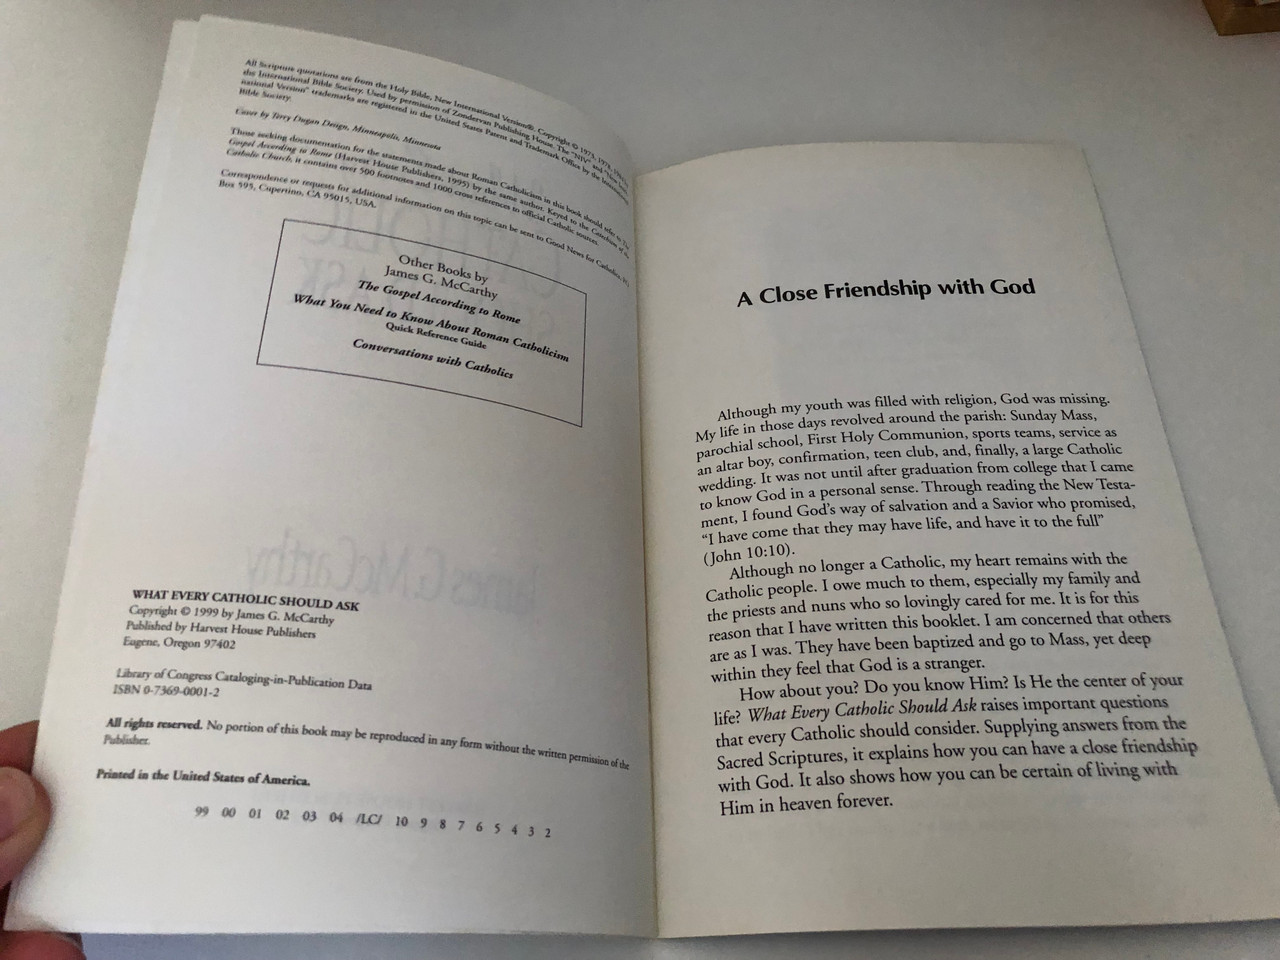 All Scripture quotations are from the Holy Bible, New International Version®. Copyright © 1973, 1978, 1984 by
the International Bible Society. Used by permission of Zondervan Publishing House. The "NIV" and "New Inter-
national Version" trademarks are registered in the United States Patent and Trademark Office by the International
Bible Society.
Cover by Terry Dugan Design, Minneapolis, Minnesota
Those seeking documentation for the statements made about Roman Catholicism in this book should refer to The
Gospel According to Rome (Harvest House Publishers, 1995) by the same author. Keyed to the Catechism of the
Catholic Church, it contains over 500 footnotes and 1000 cross references to official Catholic sources.
Correspondence or requests for additional information on this topic can be sent to Good News for Catholics, P.O.
Box 595, Cupertino, CA 95015, USA.
Other Books by
James G. McCarthy
The Gospel According to Rome
What You Need to Know About Roman Catholicism
Quick Reference Guide
Conversations with Catholics
WHAT EVERY CATHOLIC SHOULD ASK
Copyright © 1999 by James G. McCarthy
Published by Harvest House Publishers
Eugene, Oregon 97402
Library of Congress Cataloging-in-Publication Data
ISBN 0-7369-0001-2
All rights reserved. No portion of this book may be reproduced in any form without the written permission of the
Publisher.
Printed in the United States of America.
99 00 01 02 03 04 /LC/ 10 9 8 7 6 5 4 3 2
A Close Friendship with God
Although my youth was filled with religion, God was missing.
My life in those days revolved around the parish: Sunday Mass,
parochial school, First Holy Communion, sports teams, service as
an altar boy, confirmation, teen club, and, finally, a large Catholic
wedding. It was not until after graduation from college that I came
to know God in a personal sense. Through reading the New Testa-
ment, I found God's way of salvation and a Savior who promised,
"I have come that they may have life, and have it to the full"
(John 10:10).
Although no longer a Catholic, my heart remains with the
Catholic people. I owe much to them, especially my family and
the priests and nuns who so lovingly cared for me. It is for this
reason that I have written this booklet. I am concerned that others
are as I was. They have been baptized and go to Mass, yet deep
within they feel that God is a stranger.
How about you? Do you know Him? Is He the center of your
life? What Every Catholic Should Ask raises important questions
that every Catholic should consider. Supplying answers from the
Sacred Scriptures, it explains how you can have a close friendship
with God. It also shows how you can be certain of living with
Him in heaven forever.